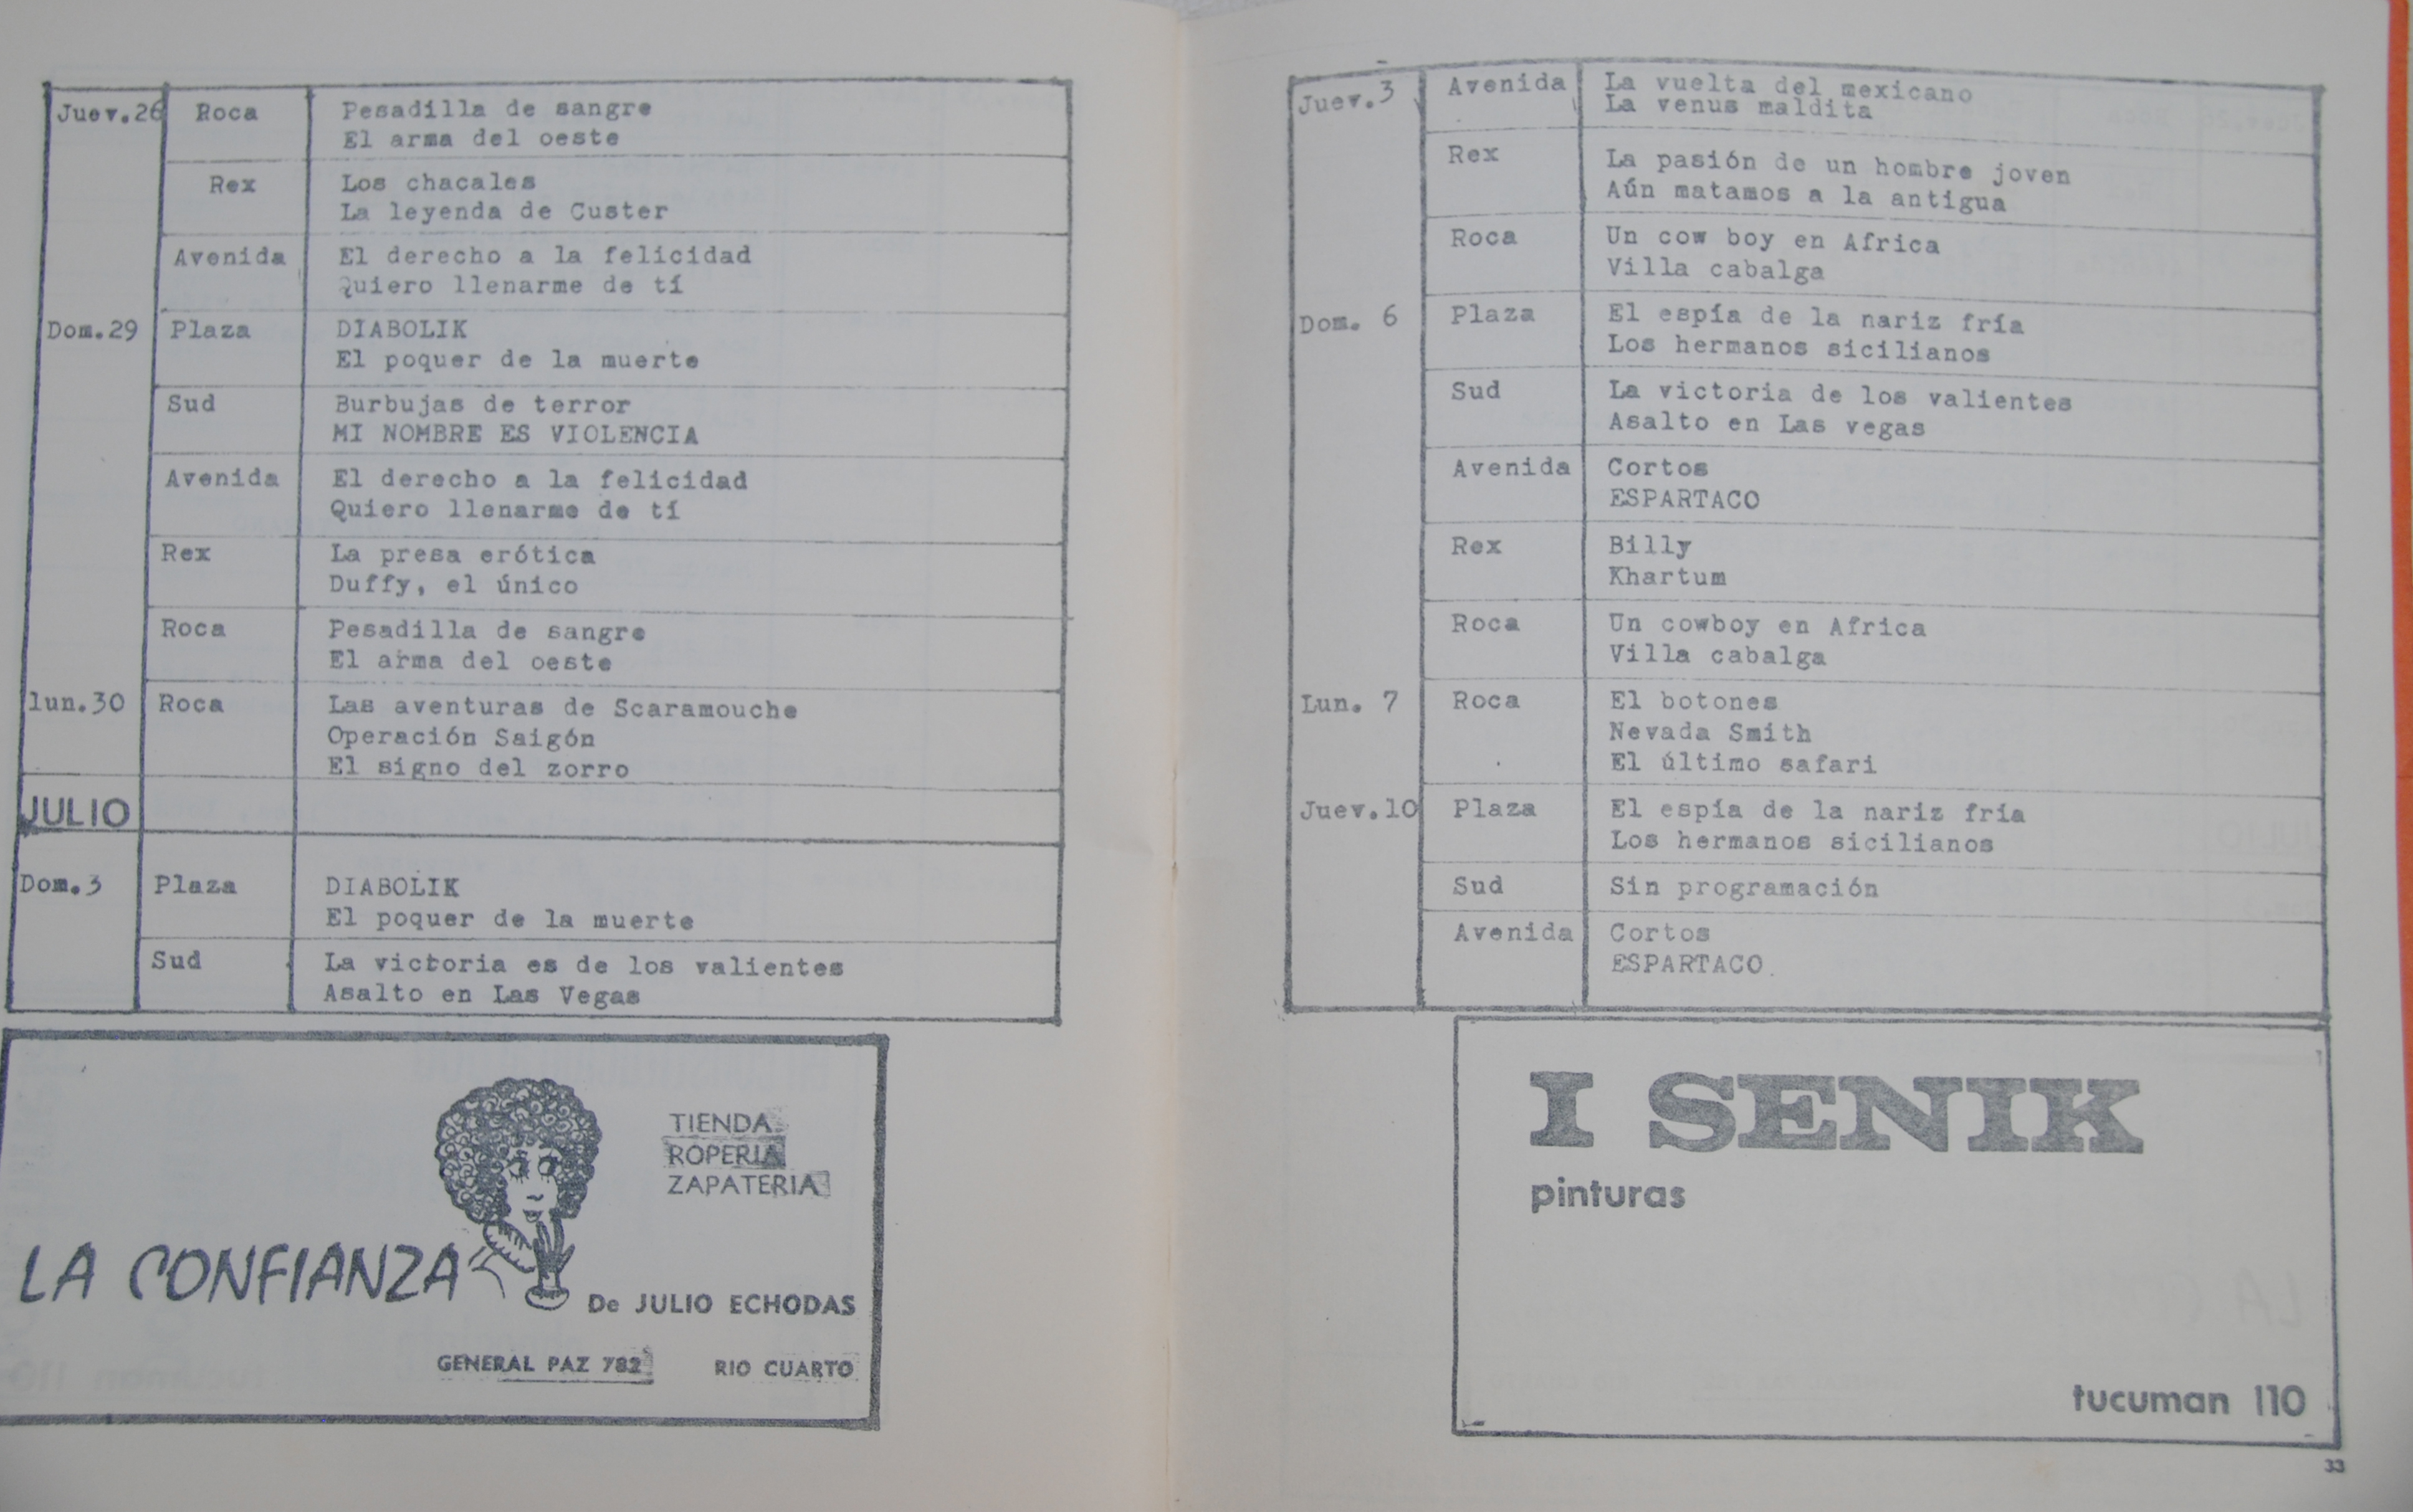 Juev.26 Roca Pesadilla de sangre
El arma del oeste
Rex Los chacales
La leyenda de Custer
Avenida El derecho a la felicidad
Quiero llenarme de tí
Dom.29 Plaza DIABOLIK
El poquer de la muerte
Sud Burbujas de terror
MI NOMBRE ES VIOLENCIA
Avenida El derecho a la felicidad
Quiero llenarme de tí
Rex La presa erótica
Duffy, el único
Roca Pesadilla de sangre
El arma del oeste
lun.30 Roca Las aventuras de Scaramouche
Operación Saigón
El signo del zorro
JULIO
Dom.3 Plaza DIABOLIK
El poquer de la muerte
Sud La victoria es de los valientes
Asalto en Las Vegas
TIENDA
ROPERIA
ZAPATERIA
LA CONFIANZA
De JULIO ECHODAS
GENERAL PAZ 782 RIO CUARTO
Juev.3 Avenida La vuelta del mexicano
La venus maldita
Rex La pasión de un hombre joven
Aún matamos a la antigua
Roca Un cow boy en Africa
Villa cabalga
Dom. 6 Plaza El espía de la nariz fría
Los hermanos sicilianos
Sud La victoria de los valientes
Asalto en Las vegas
Avenida Cortos
ESPARTACO
Rex Billy
Khartum
Roca Un cowboy en Africa
Villa cabalga
Lun. 7 Roca El botones
Nevada Smith
El último safari
Juev.10 Plaza El espía de la nariz fría
Los hermanos sicilianos
Sud Sin programación
Avenida Cortos
ESPARTACO
I SENIK
pinturas
tucuman 110
33